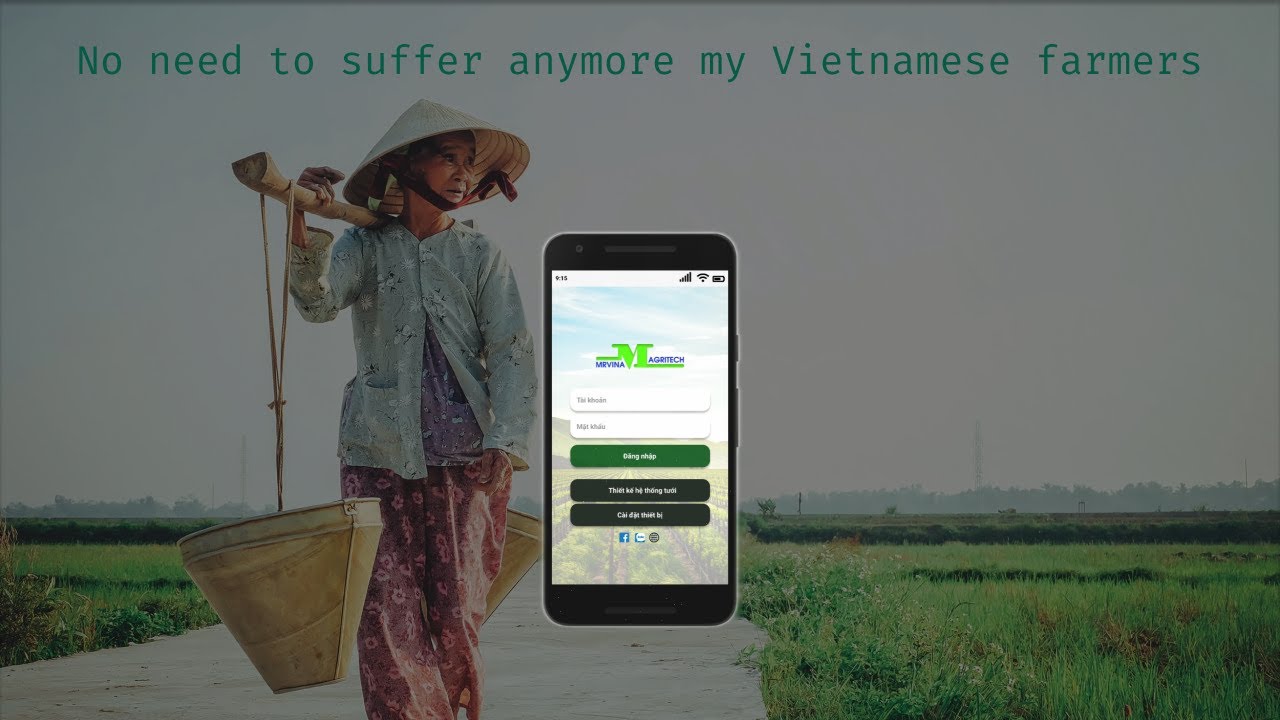 No need to suffer anymore my Vietnamese farmers
9:15
M
MRVINA AGRITECH
Tài khoản
Mật khẩu
Đăng nhập
Thiết kế hệ thống tưới
Cài đặt thiết bị